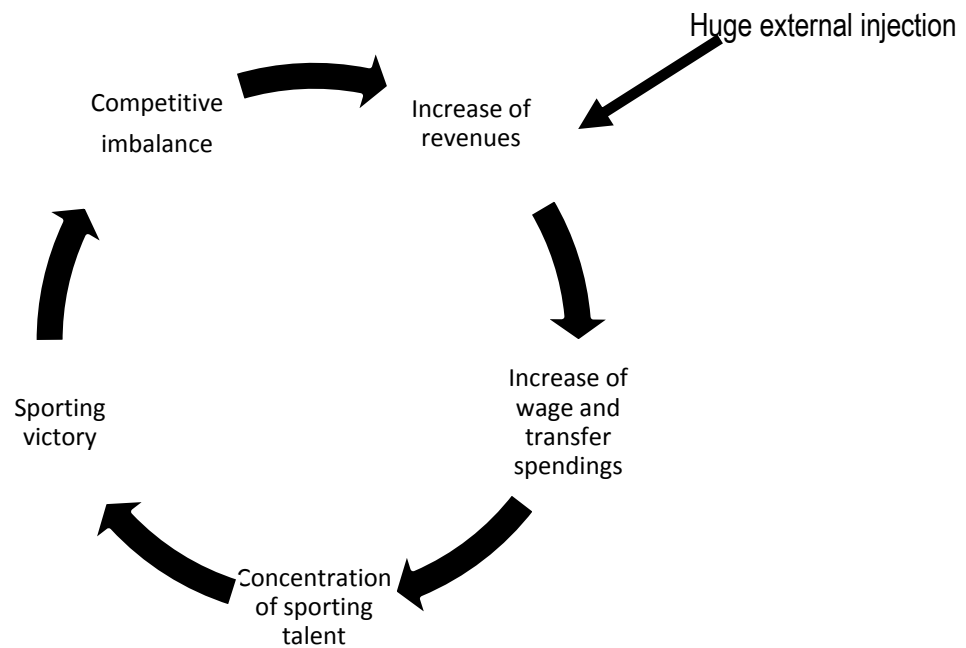 Huge external injection
Competitive
imbalance
Increase of
revenues
Increase of
wage and
transfer
spendings
Sporting
victory
Concentration
of sporting
talent